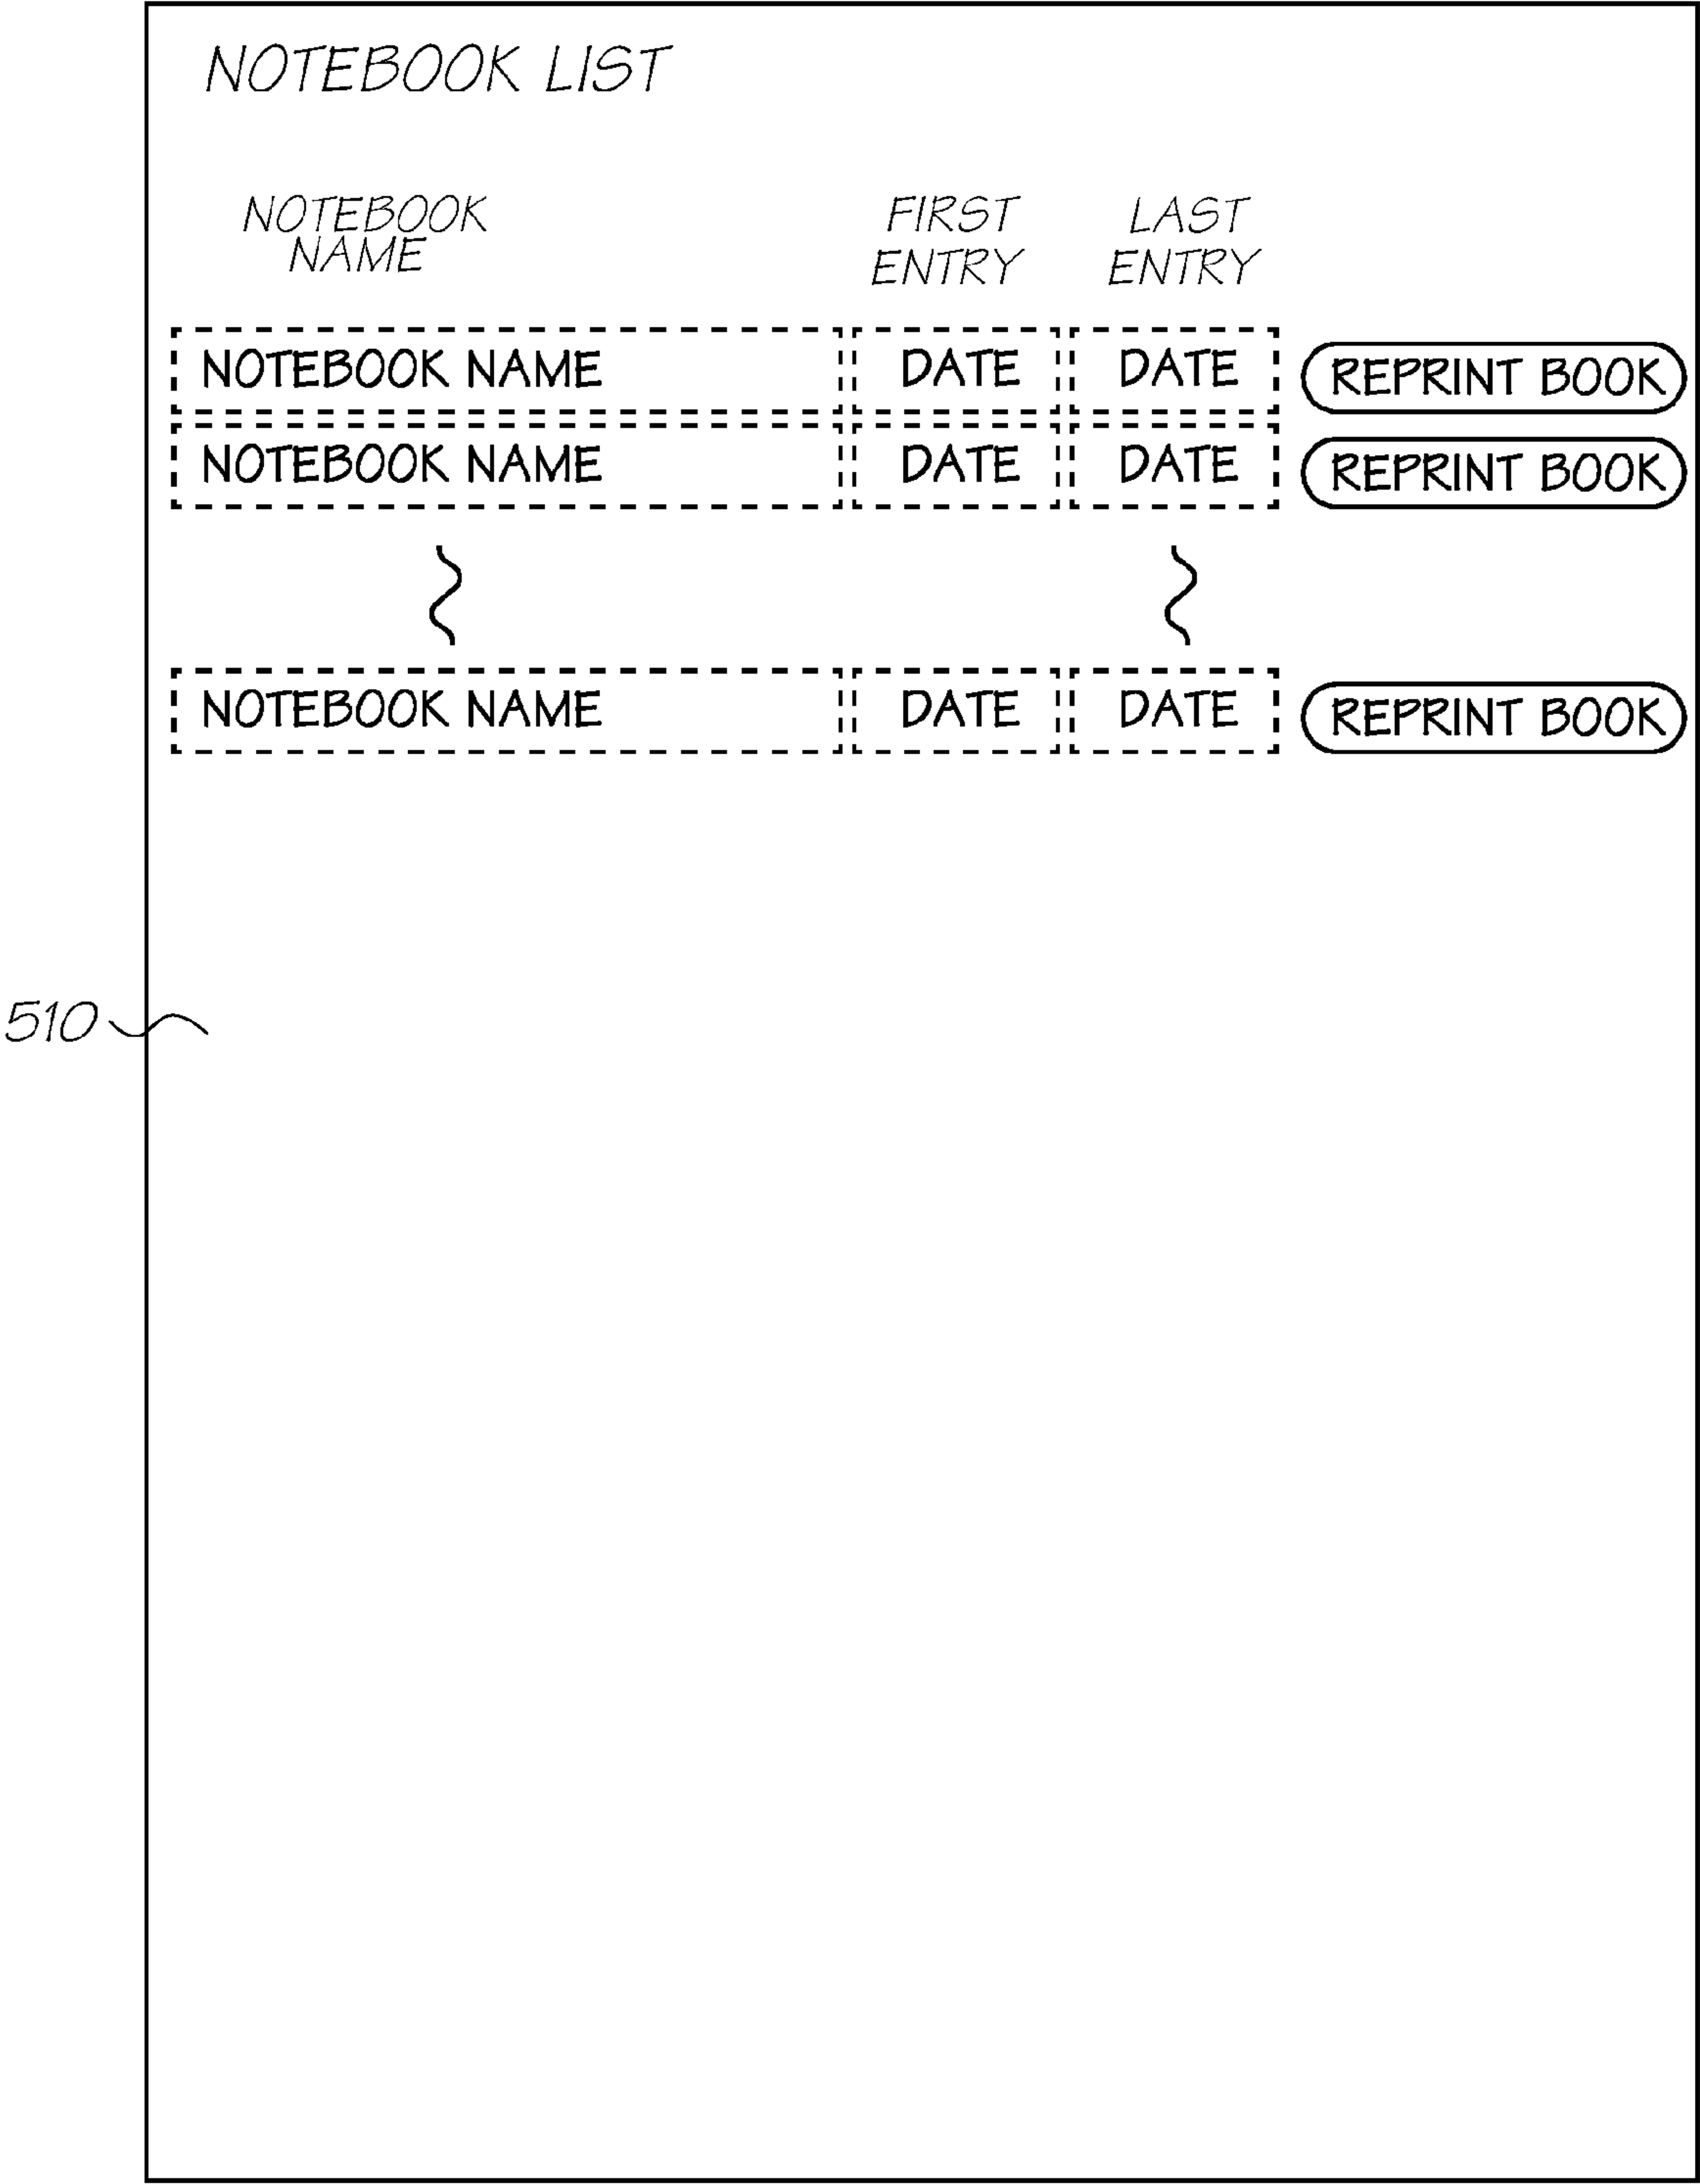 NOTEBOOK LIST
NOTEBOOK NAME
FIRST ENTRY
LAST ENTRY
NOTEBOOK NAME DATE DATE REPRINT BOOK
NOTEBOOK NAME DATE DATE REPRINT BOOK
NOTEBOOK NAME DATE DATE REPRINT BOOK
510